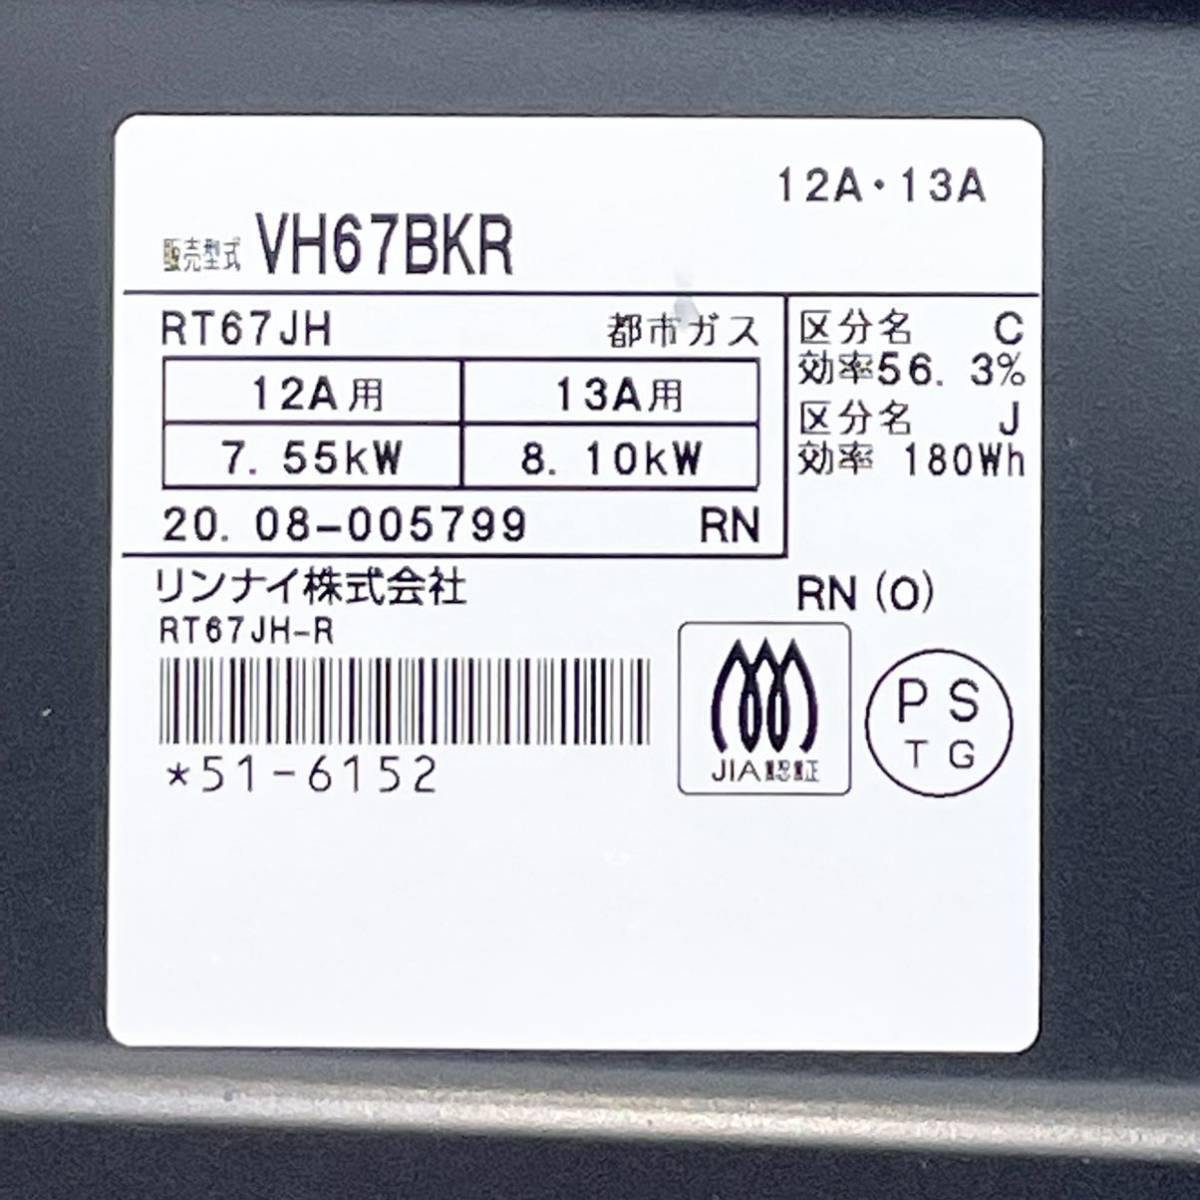 12A・13A
販売型式 VH67BKR
RT67JH 都市ガス
12A用 13A用
7.55kW 8.10kW
20.08-005799 RN
区分名 C
効率56.3%
区分名 J
効率 180Wh
リンナイ株式会社
RT67JH-R
*51-6152
RN(O)
JIA認証
PS
TG